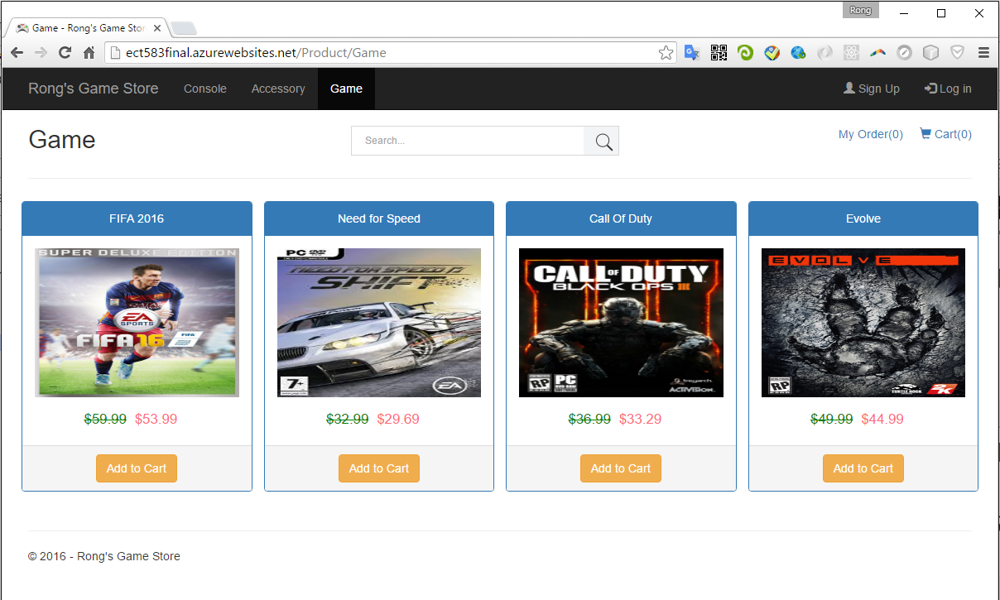 Rong
Game - Rong's Game Stor
ect583final.azurewebsites.net/Product/Game
Rong's Game Store Console Accessory Game Sign Up Log in
Game Search... My Order(0) Cart(0)
FIFA 2016 Need for Speed Call Of Duty Evolve
SUPER DELUXE EDITION
EA
SPORTS
FIFA 16
FIFA
PC DVD
NEED FOR SPEED
SHIFT
7+
EA
CALL OF DUTY
BLACK OPS III
RP PC
treyarch
ACTIVISION
EVOLVE
RP
TURTLE ROCK
2K
$59.99 $53.99 $32.99 $29.69 $36.99 $33.29 $49.99 $44.99
Add to Cart Add to Cart Add to Cart Add to Cart
© 2016 - Rong's Game Store